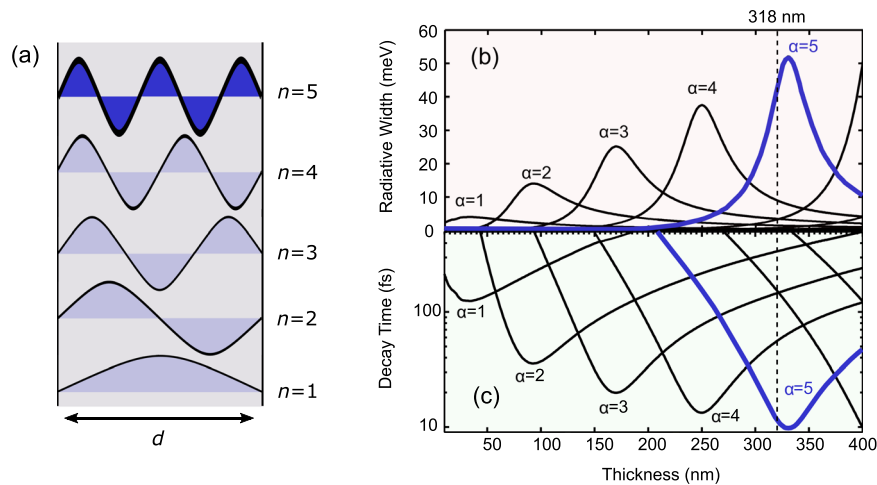 (a)
n=5
n=4
n=3
n=2
n=1
d
318 nm
(b)
Radiative Width (meV)
60
50
40
30
20
10
0
α=1
α=2
α=3
α=4
α=5
(c)
Decay Time (fs)
100
10
α=1
α=2
α=3
α=4
α=5
50 100 150 200 250 300 350 400
Thickness (nm)